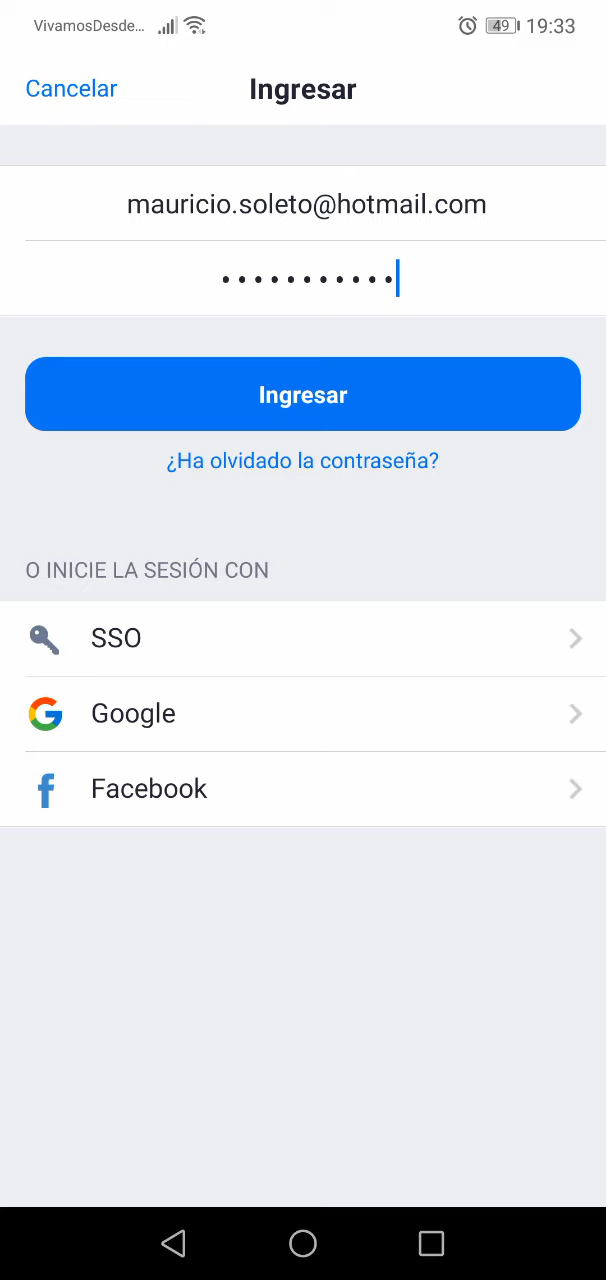 VivamosDesde... 49 19:33
Cancelar Ingresar
mauricio.soleto@hotmail.com
•••••••••••
Ingresar
¿Ha olvidado la contraseña?
O INICIE LA SESIÓN CON
SSO
Google
Facebook